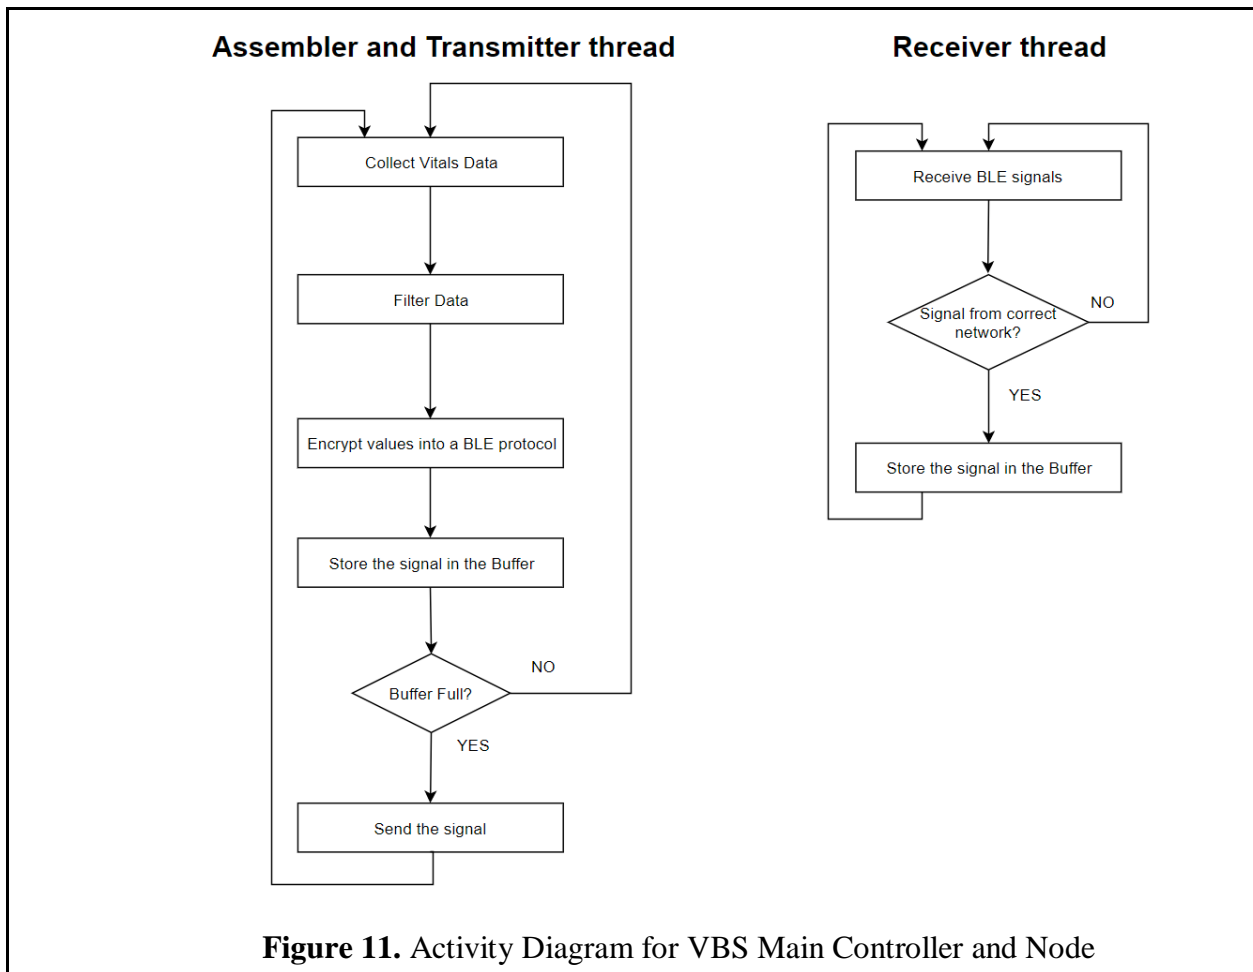 Assembler and Transmitter thread
Collect Vitals Data
Filter Data
Encrypt values into a BLE protocol
Store the signal in the Buffer
Buffer Full?
NO
YES
Send the signal
Receiver thread
Receive BLE signals
Signal from correct
network?
NO
YES
Store the signal in the Buffer
Figure 11. Activity Diagram for VBS Main Controller and Node